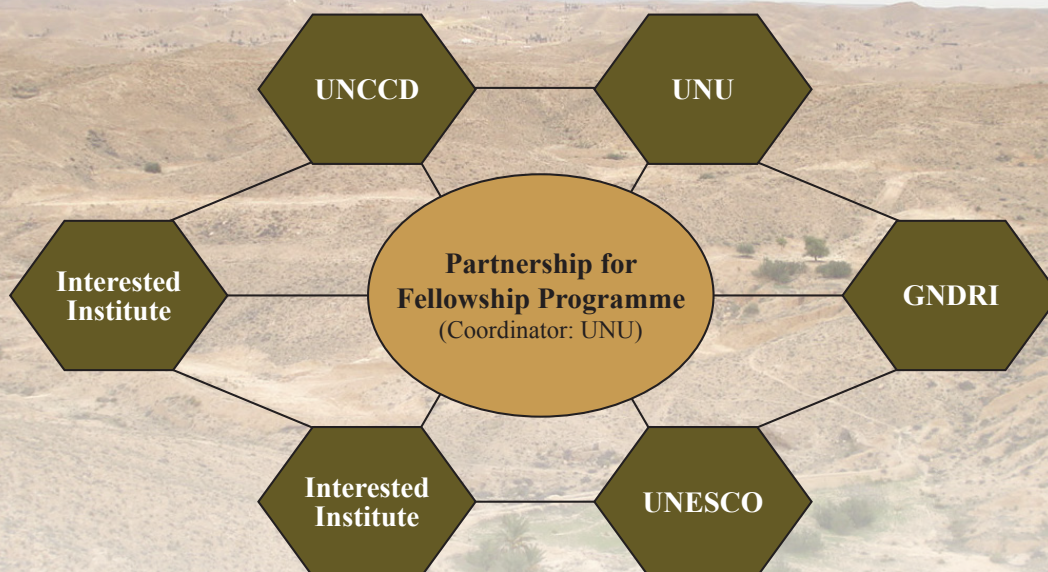 UNCCD
UNU
Interested
Institute
Partnership for
Fellowship Programme
(Coordinator: UNU)
GNDRI
Interested
Institute
UNESCO